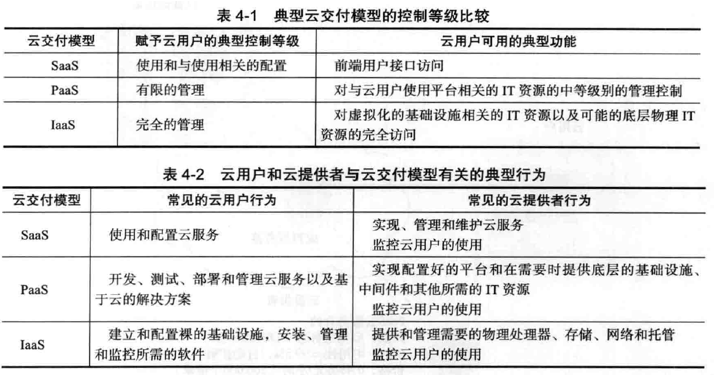 表 4-1 典型云交付模型的控制等级比较
云交付模型 赋予云用户的典型控制等级 云用户可用的典型功能
SaaS 使用和与使用相关的配置 前端用户接口访问
PaaS 有限的管理 对与云用户使用平台相关的 IT 资源的中等级别的管理控制
IaaS 完全的管理 对虚拟化的基础设施相关的 IT 资源以及可能的底层物理 IT
资源的完全访问
表 4-2 云用户和云提供者与云交付模型有关的典型行为
云交付模型 常见的云用户行为 常见的云提供者行为
SaaS 使用和配置云服务 实现、管理和维护云服务
监控云用户的使用
PaaS 开发、测试、部署和管理云服务以及基 实现配置好的平台和在需要时提供底层的基础设施、
于云的解决方案 中间件和其他所需的 IT 资源
监控云用户的使用
IaaS 建立和配置裸的基础设施，安装、管理 提供和管理需要的物理处理器、存储、网络和托管
和监控所需的软件 监控云用户的使用